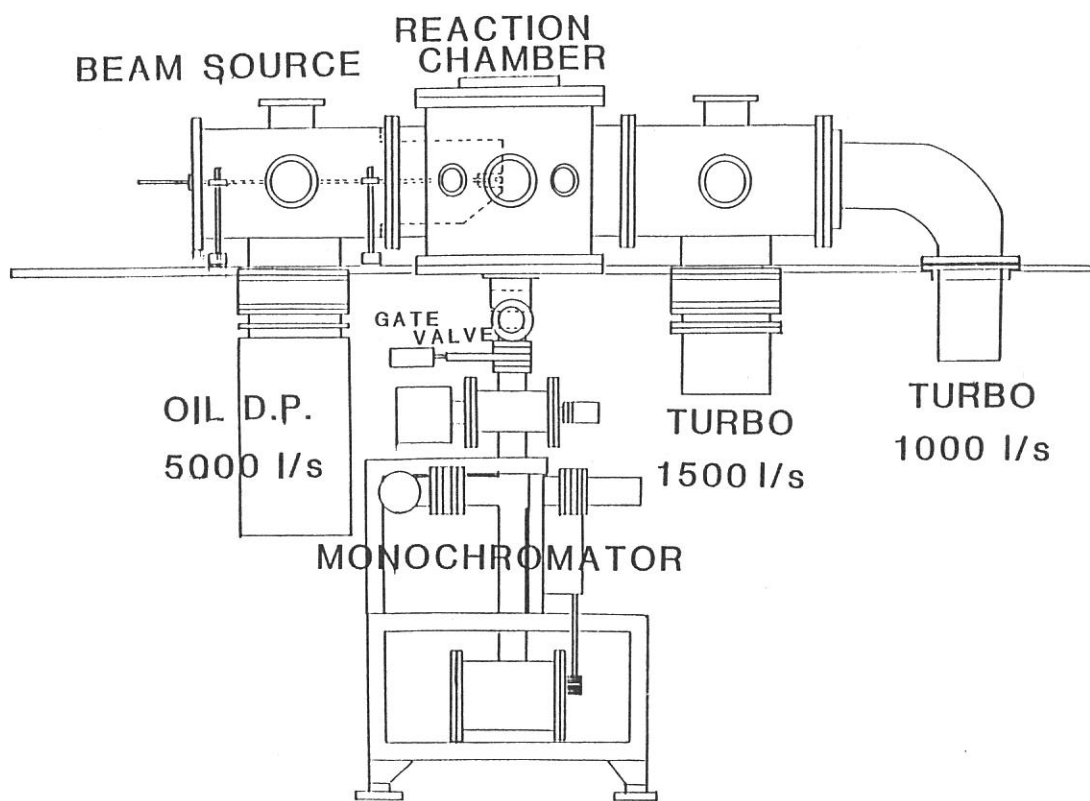 REACTION
CHAMBER
BEAM SOURCE
GATE
VALVE
OIL D.P.
5000 l/s
TURBO
1500 l/s
TURBO
1000 l/s
MONOCHROMATOR